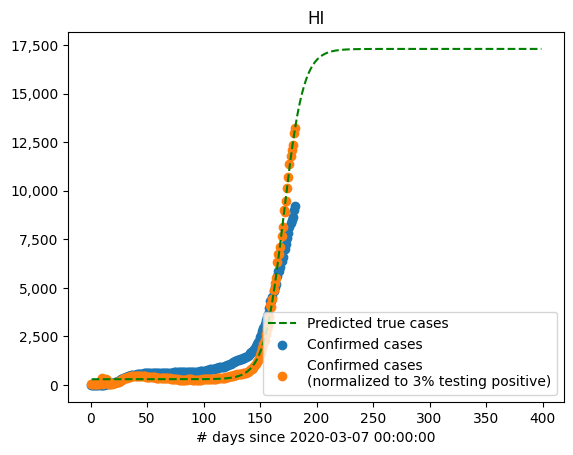 HI
17,500
15,000
12,500
10,000
7,500
5,000
2,500
0
Predicted true cases
Confirmed cases
Confirmed cases
(normalized to 3% testing positive)
0 50 100 150 200 250 300 350 400
# days since 2020-03-07 00:00:00